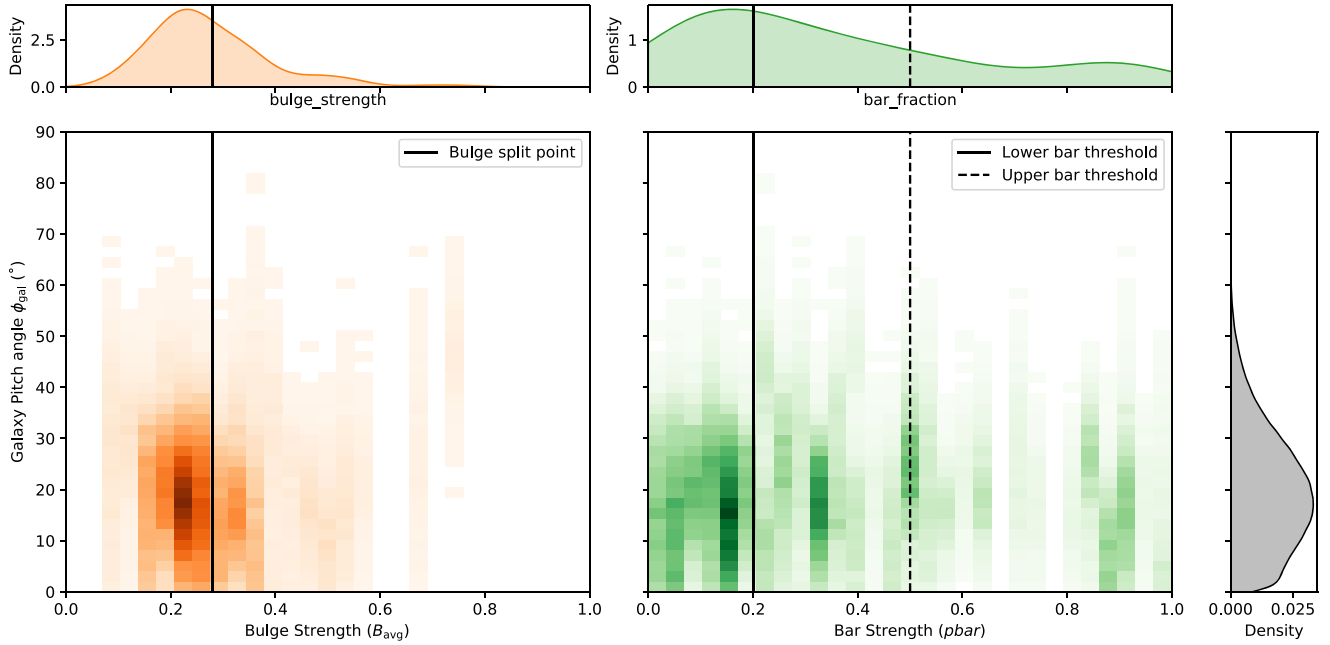 Density
2.5
0.0
bulge_strength
Density
1
0
bar_fraction
Galaxy Pitch angle ϕgal (°)
90
80
70
60
50
40
30
20
10
0
Bulge split point
0.0 0.2 0.4 0.6 0.8 1.0
Bulge Strength (Bavg)
Lower bar threshold
Upper bar threshold
0.0 0.2 0.4 0.6 0.8 1.0
Bar Strength (pbar)
0.000 0.025
Density